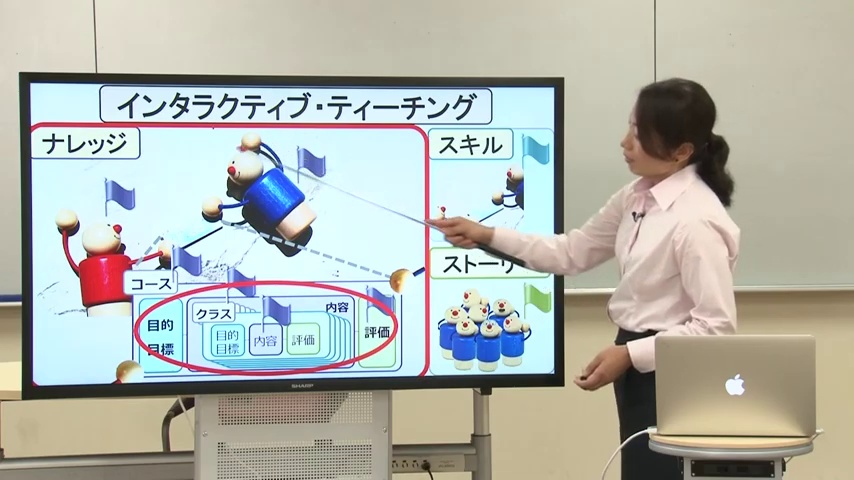 インタラクティブ・ティーチング
ナレッジ
スキル
ストーリー
コース
目的
目標
クラス
目的
目標
内容
評価
内容
評価
SHARP